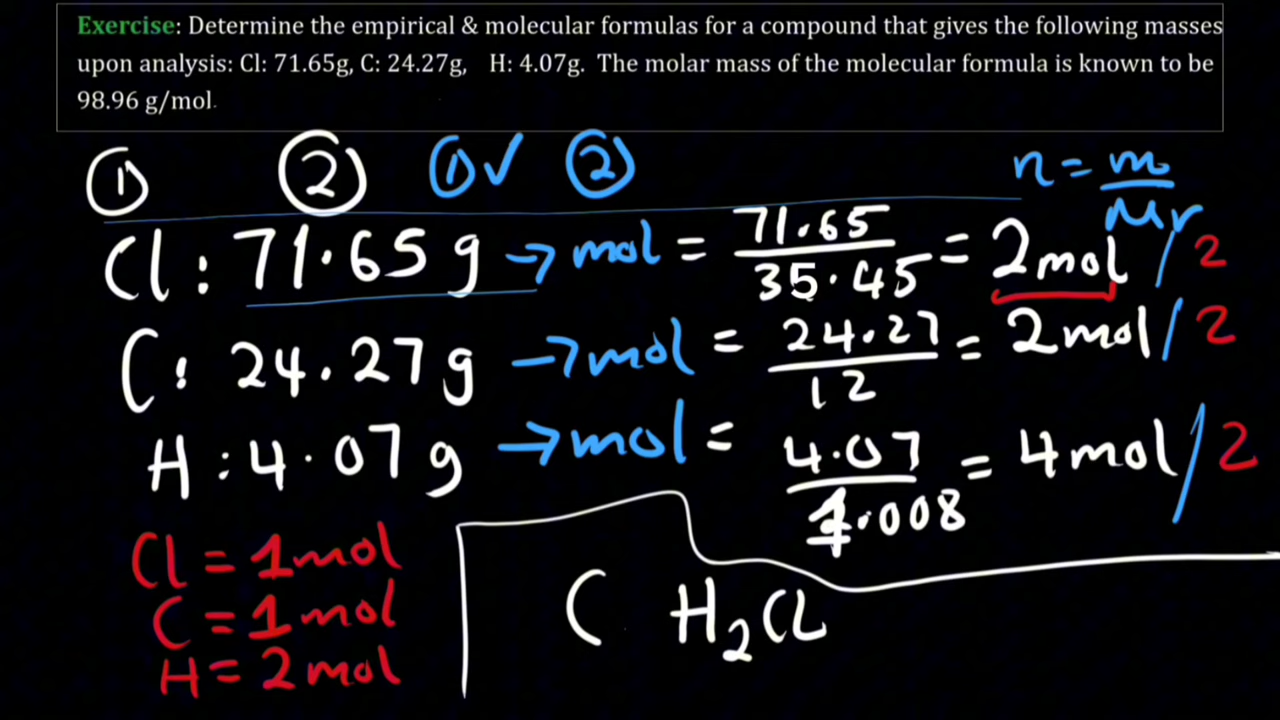 Exercise: Determine the empirical & molecular formulas for a compound that gives the following masses
upon analysis: Cl: 71.65g, C: 24.27g, H: 4.07g. The molar mass of the molecular formula is known to be
98.96 g/mol.
① ② ①✓ ② n = m/Mr
Cl : 71.65 g → mol = 71.65/35.45 = 2 mol / 2
C : 24.27 g → mol = 24.27/12 = 2 mol / 2
H : 4.07 g → mol = 4.07/1.008 = 4 mol / 2
Cl = 1 mol
C = 1 mol
H = 2 mol
C H₂CL